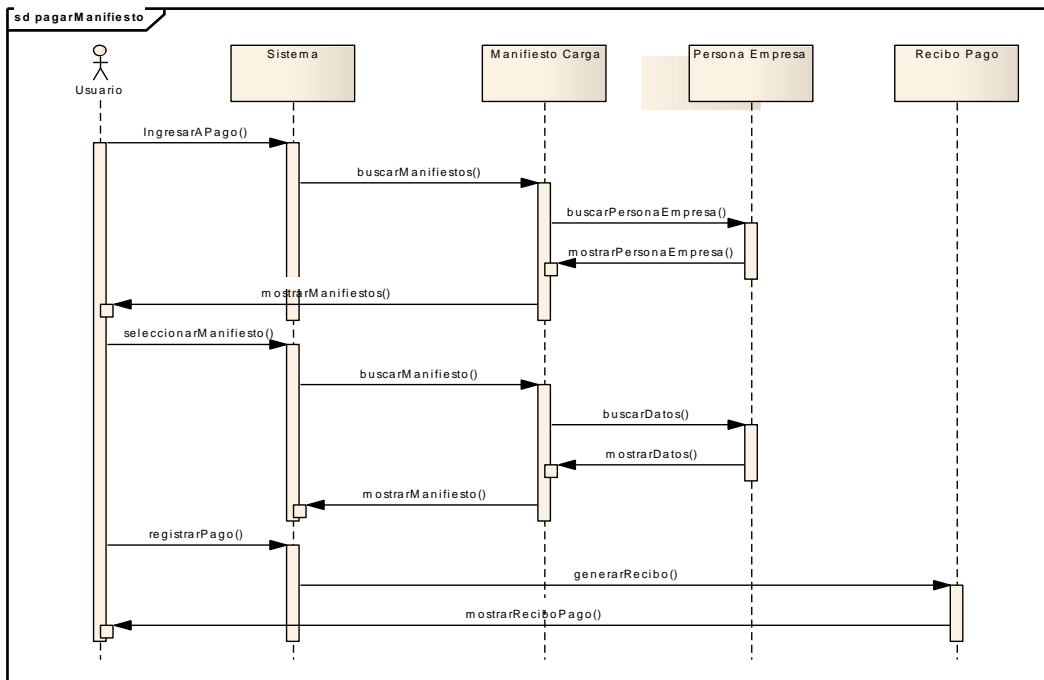 sd pagarManifiesto
Usuario
Sistema
Manifiesto Carga
Persona Empresa
Recibo Pago
IngresarAPago()
buscarManifiestos()
buscarPersonaEmpresa()
mostrarPersonaEmpresa()
mostrarManifiestos()
seleccionarManifiesto()
buscarManifiesto()
buscarDatos()
mostrarDatos()
mostrarManifiesto()
registrarPago()
generarRecibo()
mostrarReciboPago()